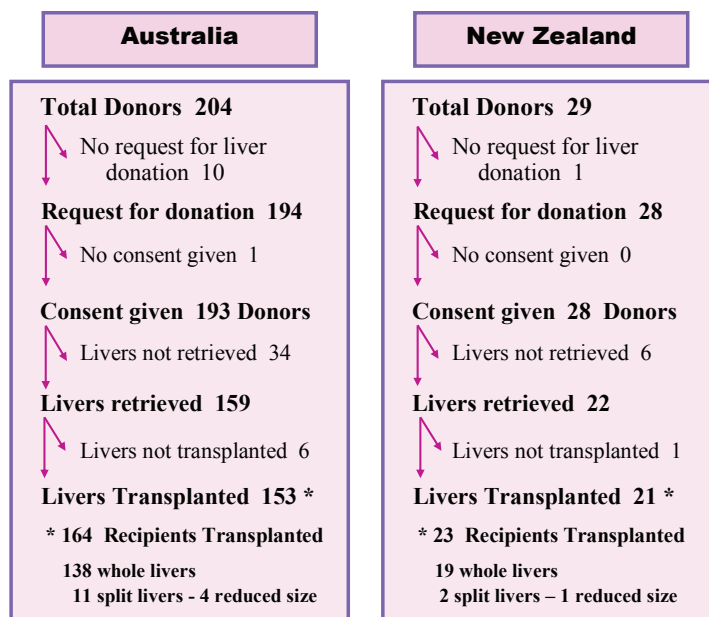 Australia
Total Donors 204
No request for liver
donation 10
Request for donation 194
No consent given 1
Consent given 193 Donors
Livers not retrieved 34
Livers retrieved 159
Livers not transplanted 6
Livers Transplanted 153 *
* 164 Recipients Transplanted
138 whole livers
11 split livers - 4 reduced size
New Zealand
Total Donors 29
No request for liver
donation 1
Request for donation 28
No consent given 0
Consent given 28 Donors
Livers not retrieved 6
Livers retrieved 22
Livers not transplanted 1
Livers Transplanted 21 *
* 23 Recipients Transplanted
19 whole livers
2 split livers – 1 reduced size